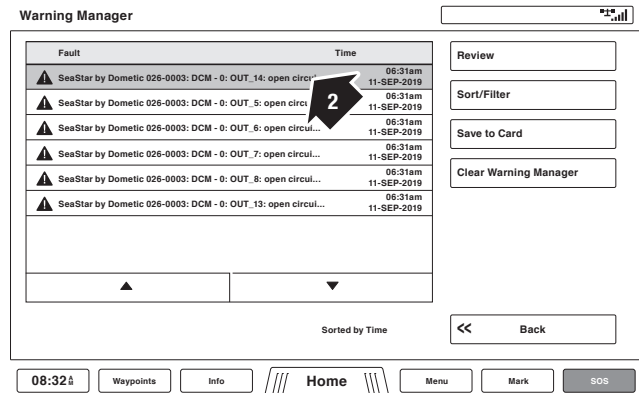 Warning Manager
Fault Time
SeaStar by Dometic 026-0003: DCM - 0: OUT_14: open circui
06:31am
11-SEP-2019
SeaStar by Dometic 026-0003: DCM - 0: OUT_5: open circu
06:31am
11-SEP-2019
SeaStar by Dometic 026-0003: DCM - 0: OUT_6: open circui...
06:31am
11-SEP-2019
SeaStar by Dometic 026-0003: DCM - 0: OUT_7: open circui...
06:31am
11-SEP-2019
SeaStar by Dometic 026-0003: DCM - 0: OUT_8: open circui...
06:31am
11-SEP-2019
SeaStar by Dometic 026-0003: DCM - 0: OUT_13: open circui...
06:31am
11-SEP-2019
2
Sorted by Time
Review
Sort/Filter
Save to Card
Clear Warning Manager
<< Back
08:32 AM Waypoints Info Home Menu Mark SOS